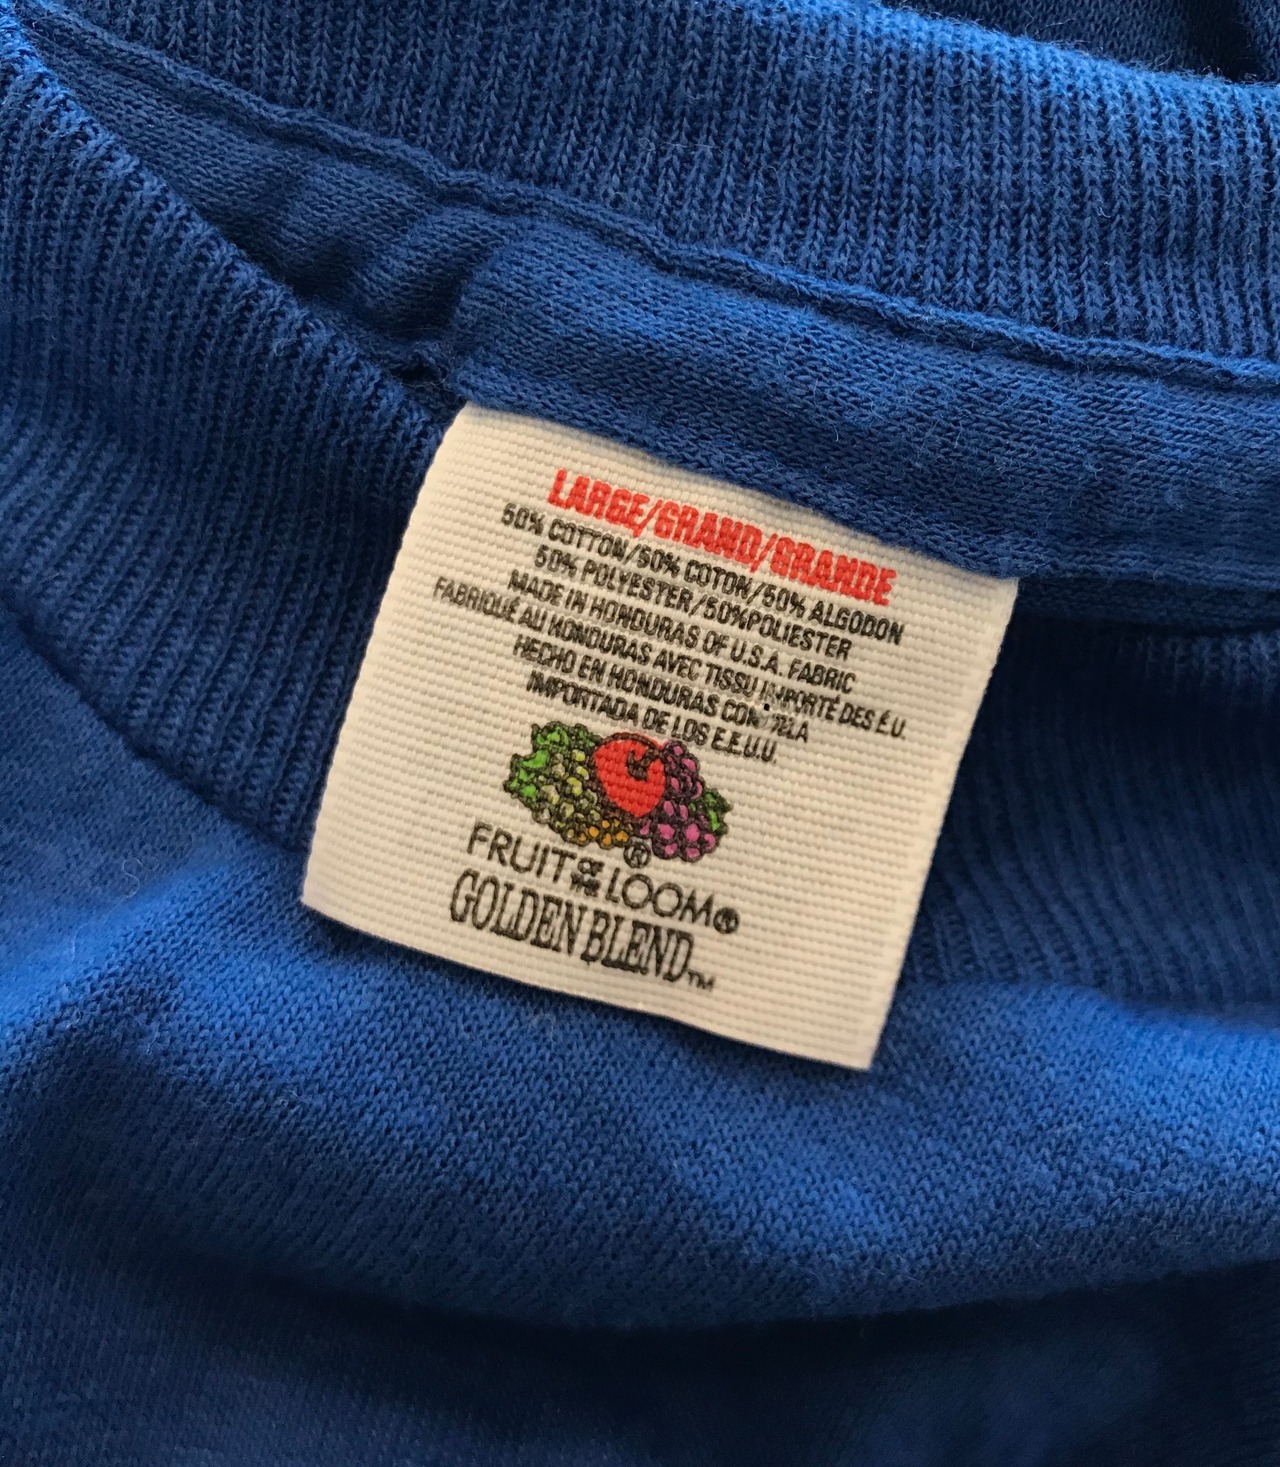 LARGE/GRAND/GRANDE
50% COTTON/50% COTON/50% ALGODON
50% POLYESTER/50%POLIESTER
MADE IN HONDURAS OF U.S.A. FABRIC
FABRIQUÉ AU HONDURAS AVEC TISSU IMPORTÉ DES É.U.
HECHO EN HONDURAS CON TELA
IMPORTADA DE LOS E.E.U.U.
®
FRUIT OF THE LOOM®
GOLDEN BLEND™